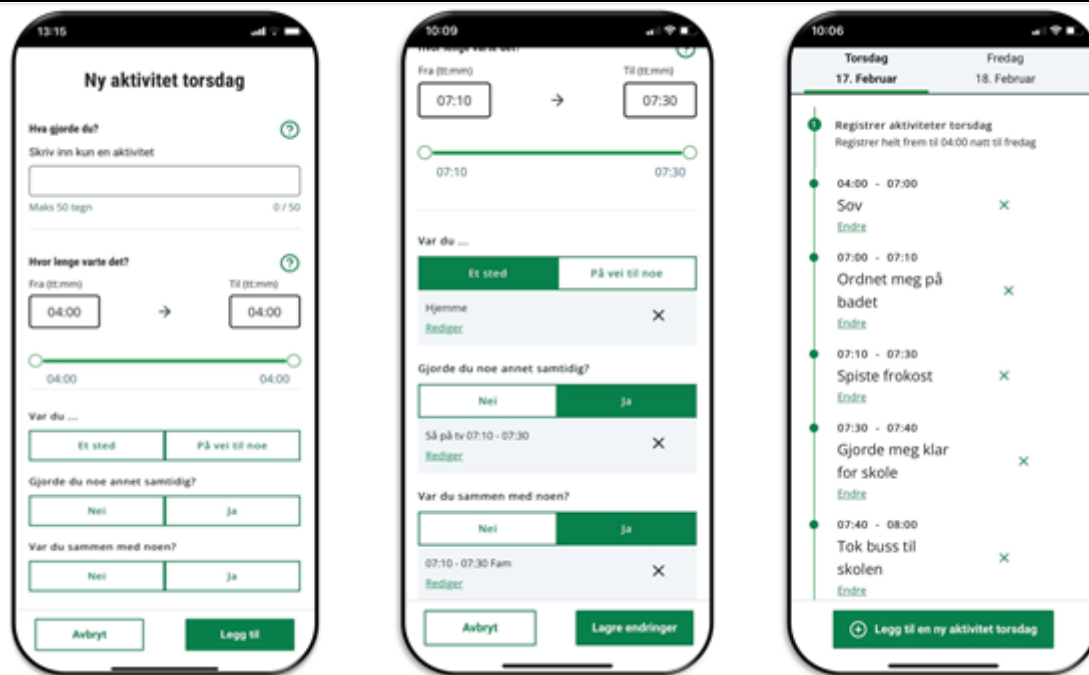 13:15
Ny aktivitet torsdag
Hva gjorde du?
Skriv inn kun en aktivitet
Maks 50 tegn 0 / 50
Hvor lenge varte det?
Fra (tt:mm) Til (tt:mm)
04:00 → 04:00
04:00 04:00
Var du ....
Et sted På vei til noe
Gjorde du noe annet samtidig?
Nei Ja
Var du sammen med noen?
Nei Ja
Avbryt Legg til
10:09
Hvor lenge varte det?
Fra (tt:mm) Til (tt:mm)
07:10 → 07:30
07:10 07:30
Var du ....
Et sted På vei til noe
Hjemme
Rediger
Gjorde du noe annet samtidig?
Nei Ja
Så på tv 07:10 - 07:30
Rediger
Var du sammen med noen?
Nei Ja
07:10 - 07:30 Fam
Rediger
Avbryt Lagre endringer
10:06
Torsdag Fredag
17. Februar 18. Februar
1 Registrer aktiviteter torsdag
Registrer helt frem til 04:00 natt til fredag
04:00 - 07:00
Sov
Endre
07:00 - 07:10
Ordnet meg på
badet
Endre
07:10 - 07:30
Spiste frokost
Endre
07:30 - 07:40
Gjorde meg klar
for skole
Endre
07:40 - 08:00
Tok buss til
skolen
Endre
Legg til en ny aktivitet torsdag